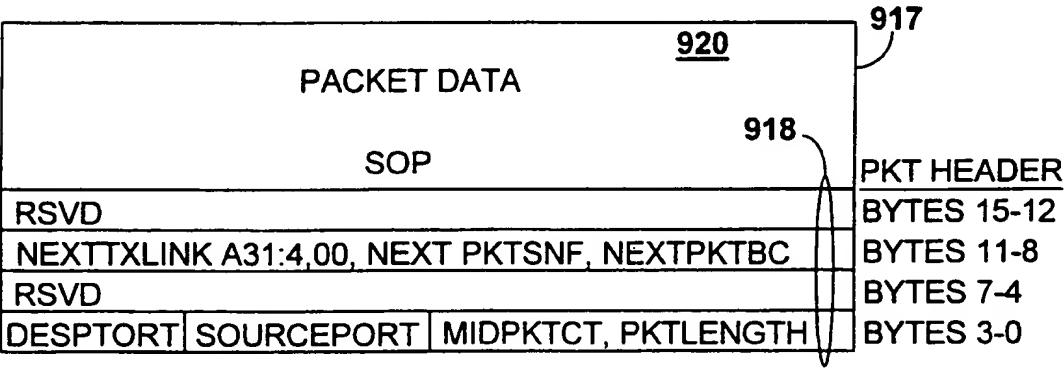 917
920
PACKET DATA
918
SOP
PKT HEADER
RSVD BYTES 15-12
NEXTTXLINK A31:4,00, NEXT PKTSNF, NEXTPKTBC BYTES 11-8
RSVD BYTES 7-4
DESPTORT SOURCEPORT MIDPKTCT, PKTLENGTH BYTES 3-0